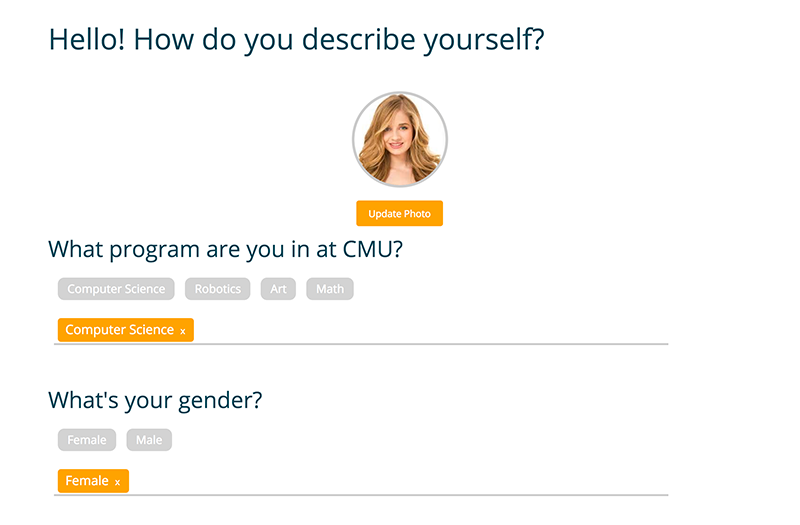 Hello! How do you describe yourself?
Update Photo
What program are you in at CMU?
Computer Science Robotics Art Math
Computer Science x
What's your gender?
Female Male
Female x